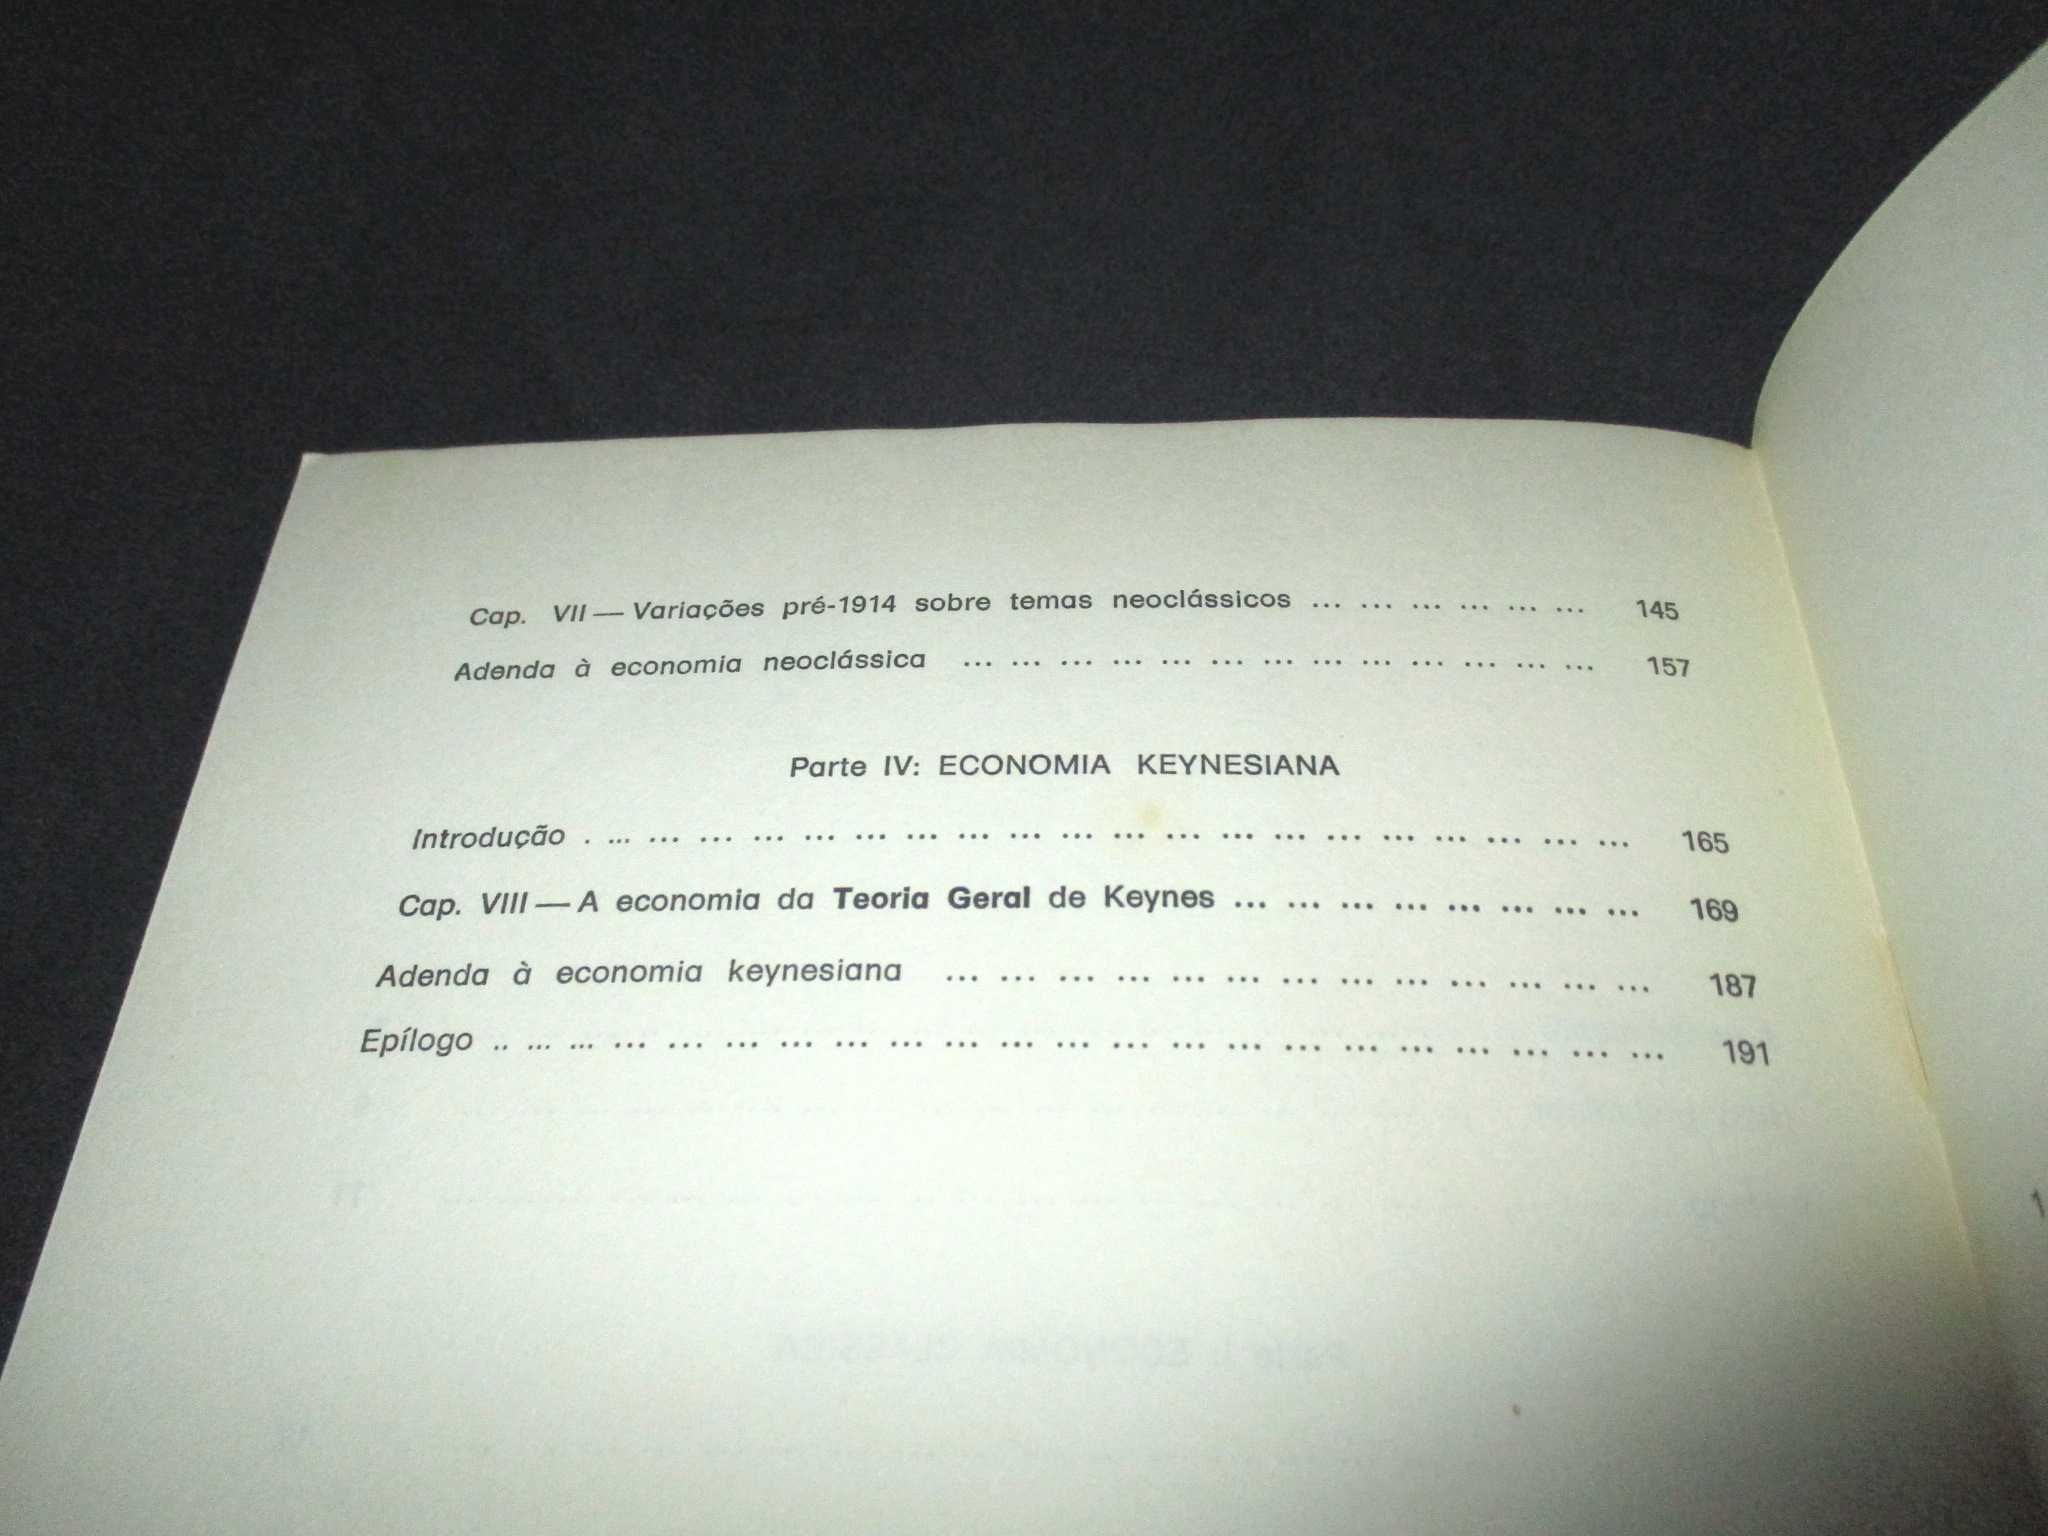 Cap. VII — Variações pré-1914 sobre temas neoclássicos ... ... ... ... ... ... 145
Adenda à economia neoclássica ... ... ... ... ... ... ... ... ... ... ... ... ... 157
Parte IV: ECONOMIA KEYNESIANA
Introdução . ... ... ... ... ... ... ... ... ... ... ... ... ... ... ... ... ... ... ... ... 165
Cap. VIII — A economia da Teoria Geral de Keynes ... ... ... ... ... ... ... ... 169
Adenda à economia keynesiana ... ... ... ... ... ... ... ... ... ... ... ... ... 187
Epílogo .. ... ... ... ... ... ... ... ... ... ... ... ... ... ... ... ... ... ... ... ... ... 191